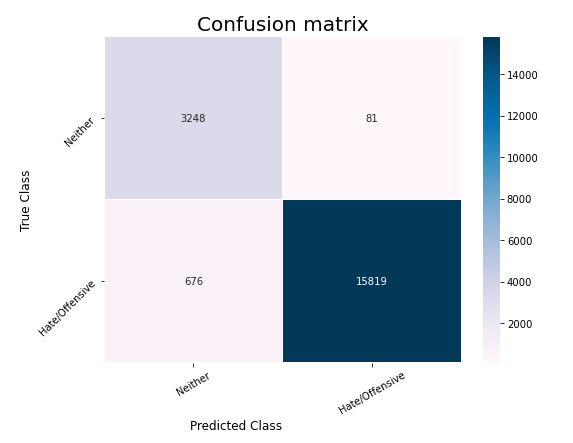 Confusion matrix
True Class
Neither
3248
81
Hate/Offensive
676
15819
14000
12000
10000
8000
6000
4000
2000
Neither
Hate/Offensive
Predicted Class